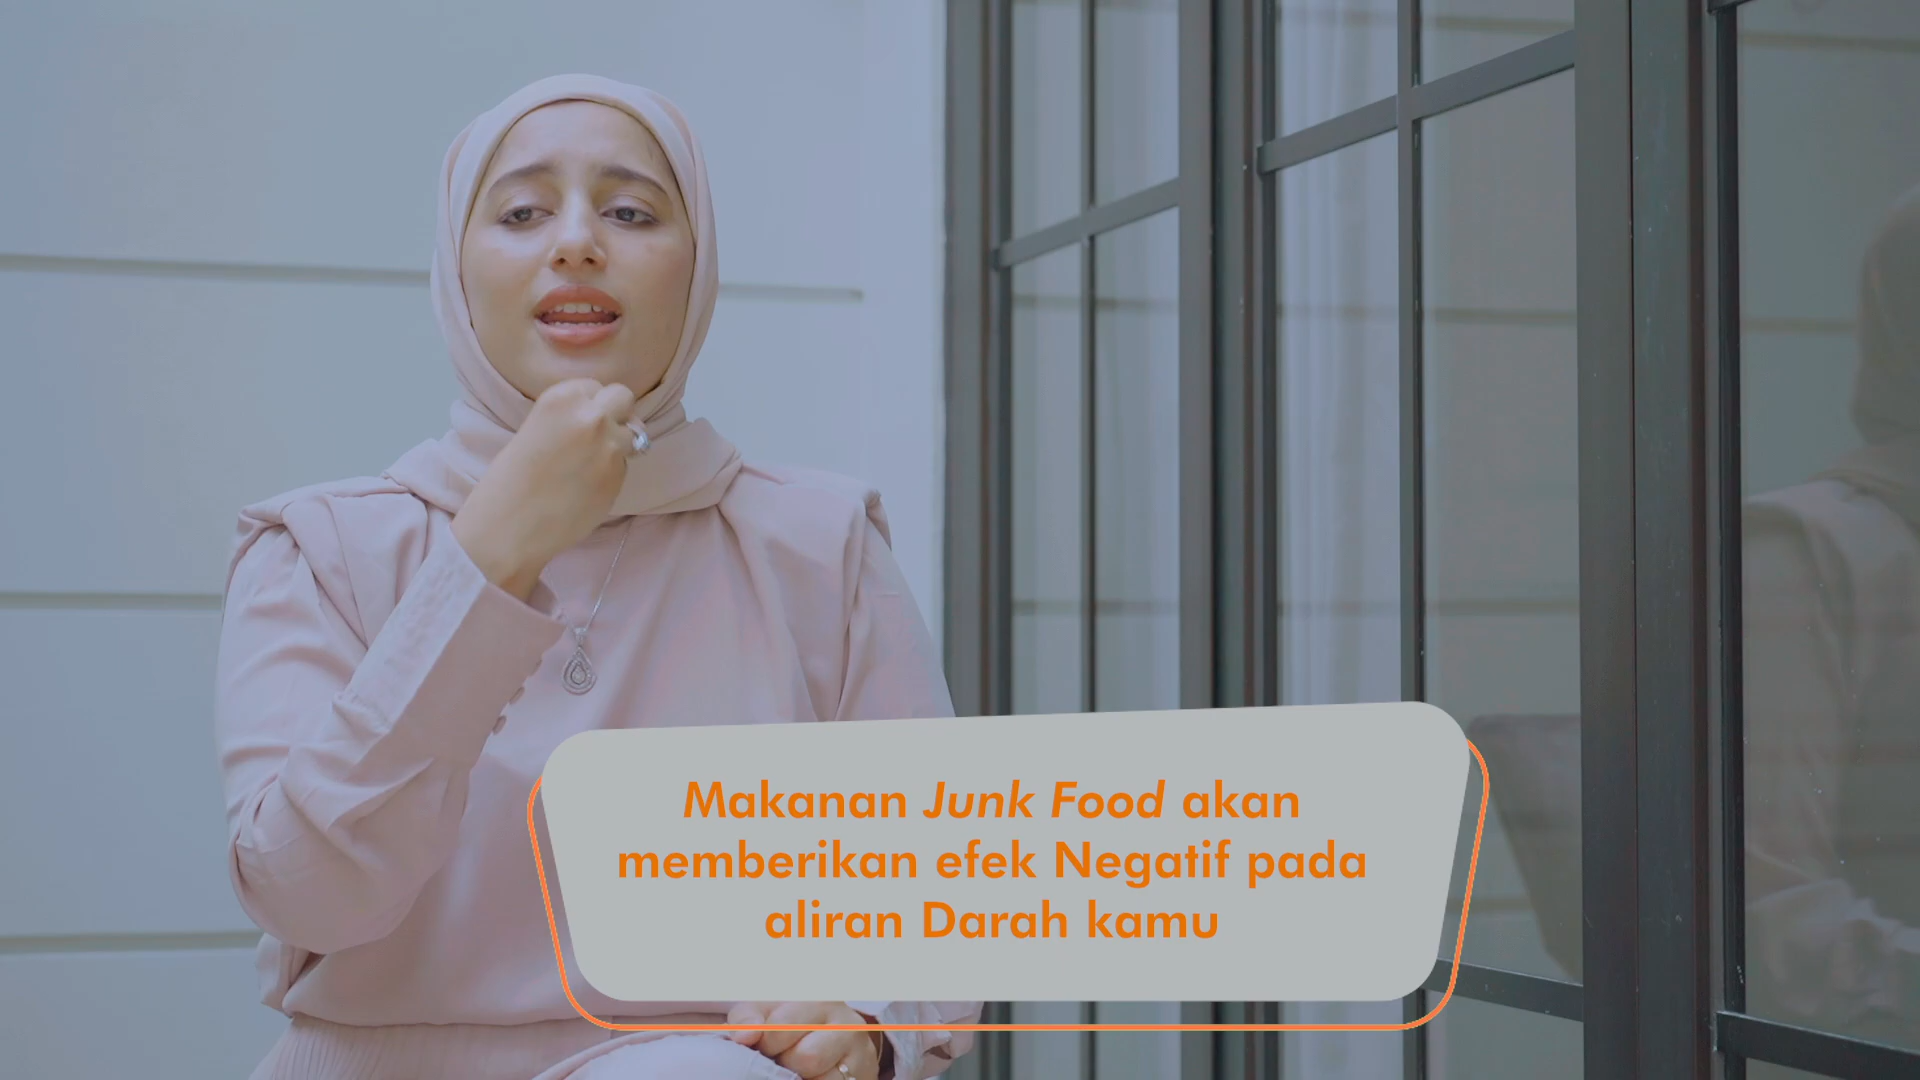 Makanan Junk Food akan
memberikan efek Negatif pada
aliran Darah kamu